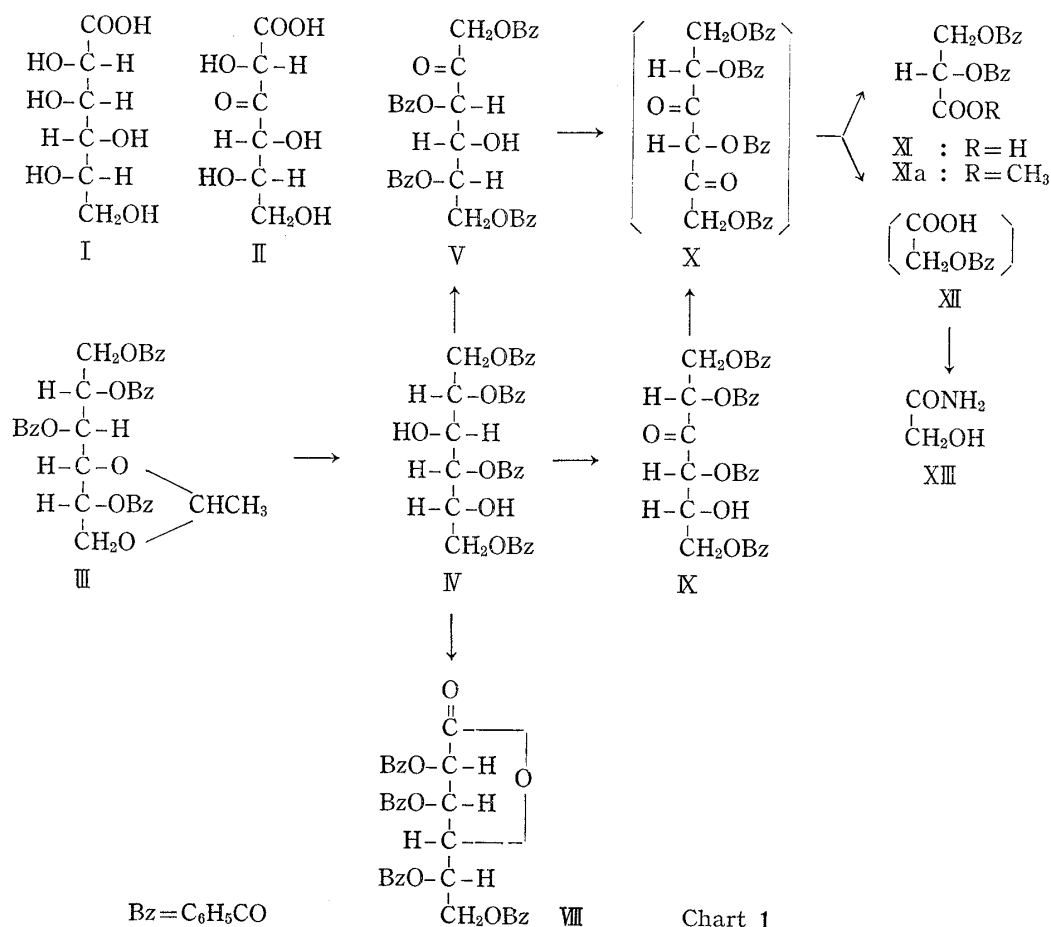 COOH
HO-C-H
HO-C-H
H-C-OH
HO-C-H
CH2OH
I
COOH
HO-C-H
O=C
H-C-OH
HO-C-H
CH2OH
II
CH2OBz
O=C
BzO-C-H
H-C-OH
BzO-C-H
CH2OBz
V
CH2OBz
H-C-OBz
O=C
H-C-OBz
C=O
CH2OBz
X
CH2OBz
H-C-OBz
COOR
XI : R=H
XIa : R=CH3
COOH
CH2OBz
XII
CH2OBz
H-C-OBz
BzO-C-H
H-C-O
H-C-OBz
CHCH3
CH2O
III
CH2OBz
H-C-OBz
HO-C-H
H-C-OBz
H-C-OH
CH2OBz
IV
CH2OBz
H-C-OBz
O=C
H-C-OBz
H-C-OH
CH2OBz
IX
CONH2
CH2OH
XIII
O
C
BzO-C-H
O
BzO-C-H
H-C
BzO-C-H
CH2OBz
VIII
Bz=C6H5CO
Chart 1